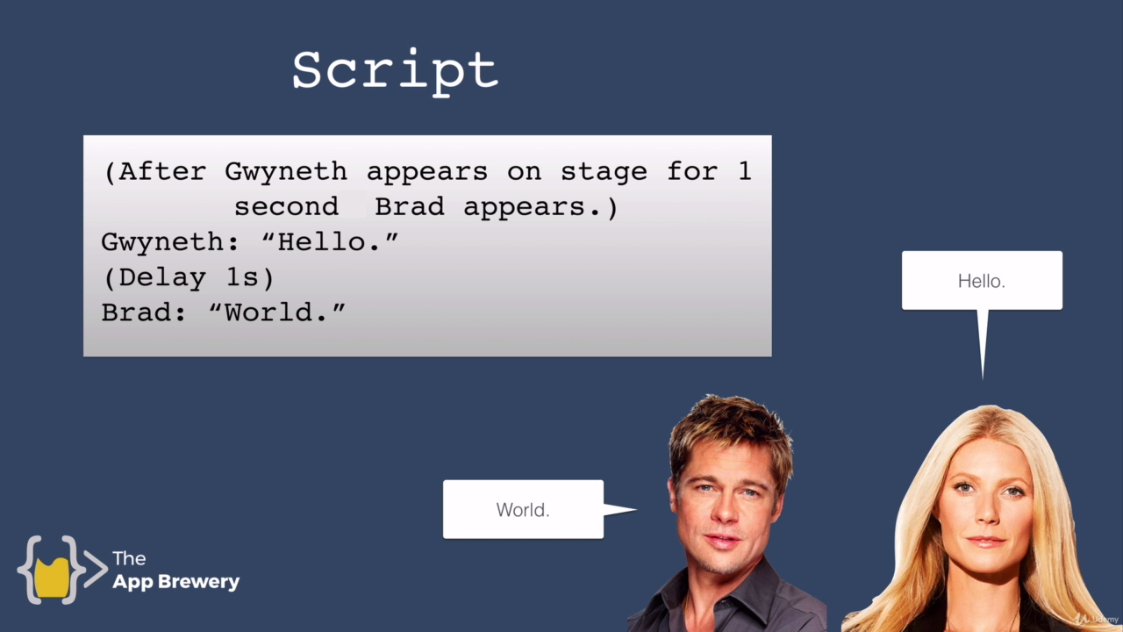 Script
(After Gwyneth appears on stage for 1
second Brad appears.)
Gwyneth: “Hello.”
(Delay 1s)
Brad: “World.”
Hello.
World.
The
App Brewery
Udemy